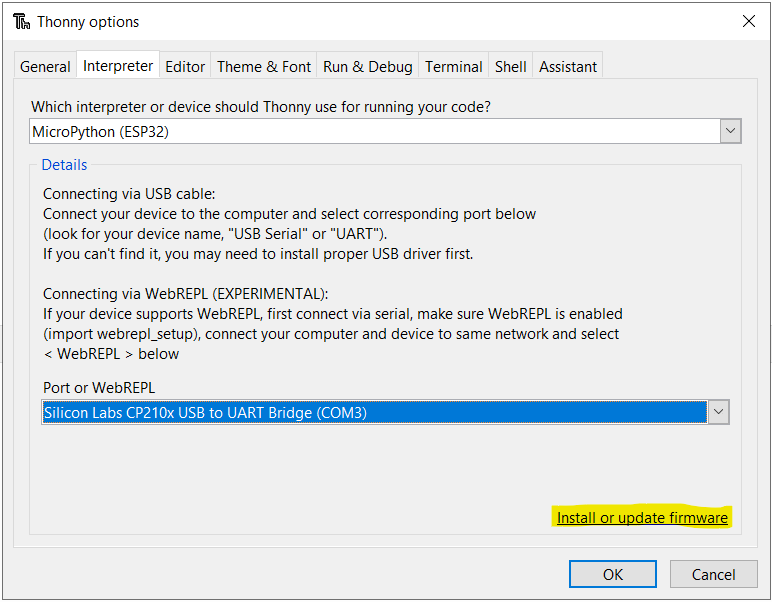 Thonny options
General Interpreter Editor Theme & Font Run & Debug Terminal Shell Assistant
Which interpreter or device should Thonny use for running your code?
MicroPython (ESP32)
Details
Connecting via USB cable:
Connect your device to the computer and select corresponding port below
(look for your device name, "USB Serial" or "UART").
If you can't find it, you may need to install proper USB driver first.
Connecting via WebREPL (EXPERIMENTAL):
If your device supports WebREPL, first connect via serial, make sure WebREPL is enabled
(import webrepl_setup), connect your computer and device to same network and select
< WebREPL > below
Port or WebREPL
Silicon Labs CP210x USB to UART Bridge (COM3)
Install or update firmware
OK Cancel